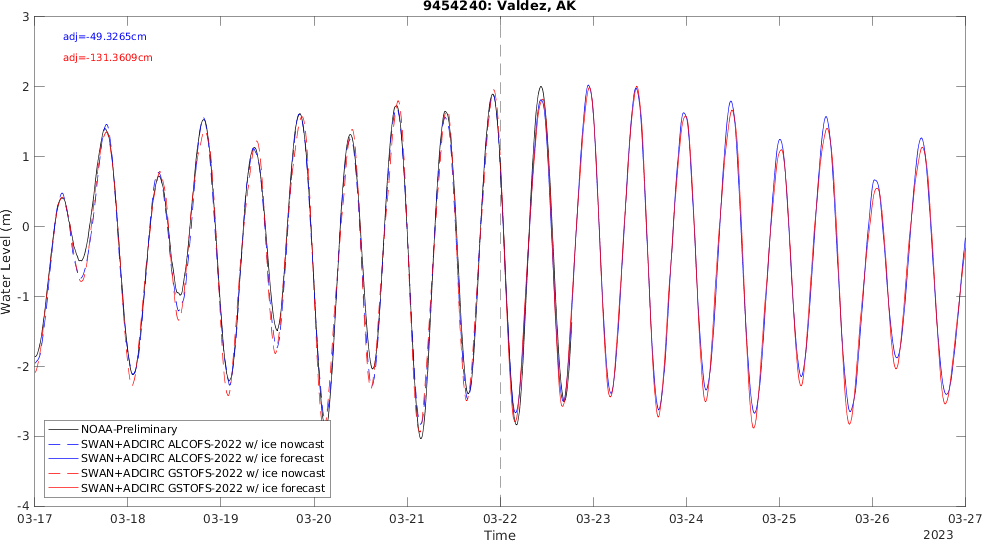 9454240: Valdez, AK
adj=-49.3265cm
adj=-131.3609cm
Water Level (m)
3
2
1
0
-1
-2
-3
-4
NOAA-Preliminary
SWAN+ADCIRC ALCOFS-2022 w/ ice nowcast
SWAN+ADCIRC ALCOFS-2022 w/ ice forecast
SWAN+ADCIRC GSTOFS-2022 w/ ice nowcast
SWAN+ADCIRC GSTOFS-2022 w/ ice forecast
03-17 03-18 03-19 03-20 03-21 03-22 03-23 03-24 03-25 03-26 03-27
Time
2023